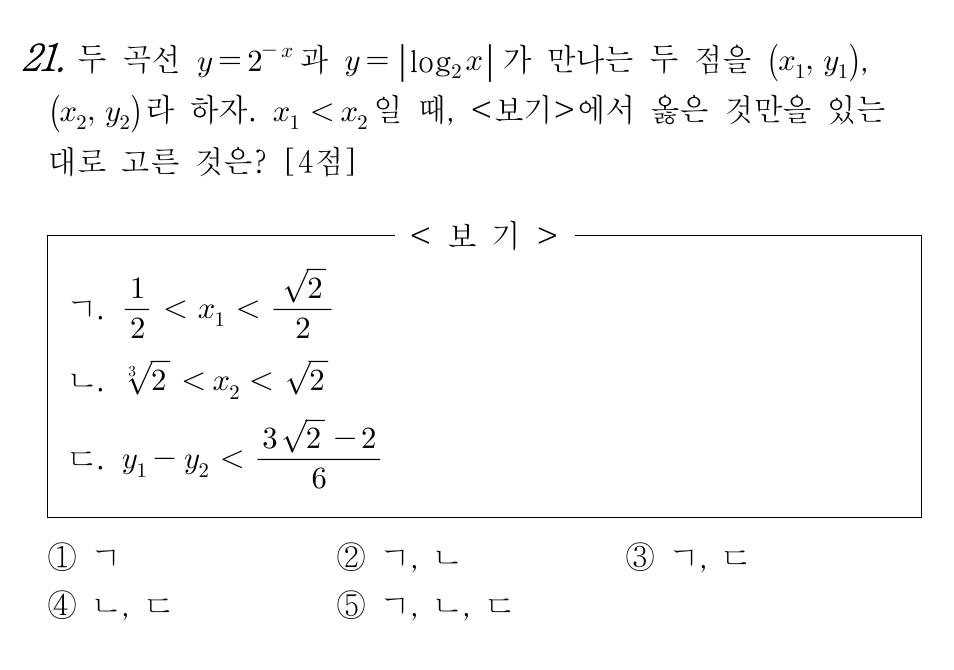 21. 두 곡선 $y=2^{-x}$과 $y=|\log_2 x|$가 만나는 두 점을 $(x_1, y_1)$,
$(x_2, y_2)$라 하자. $x_1 < x_2$일 때, <보기>에서 옳은 것만을 있는
대로 고른 것은? [4점]
< 보 기 >
ㄱ. $\frac{1}{2} < x_1 < \frac{\sqrt{2}}{2}$
ㄴ. $\sqrt[3]{2} < x_2 < \sqrt{2}$
ㄷ. $y_1 - y_2 < \frac{3\sqrt{2}-2}{6}$
① ㄱ ② ㄱ, ㄴ ③ ㄱ, ㄷ
④ ㄴ, ㄷ ⑤ ㄱ, ㄴ, ㄷ